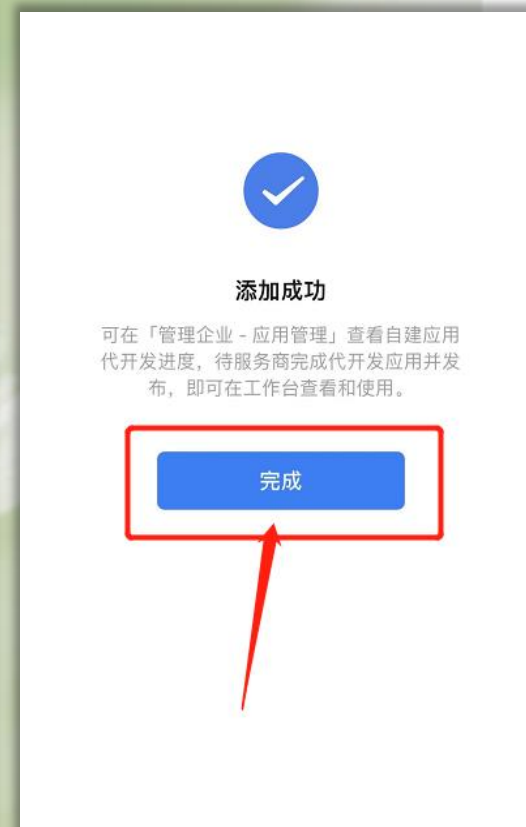 添加成功
可在「管理企业 - 应用管理」查看自建应用
代开发进度，待服务商完成代开发应用并发
布，即可在工作台查看和使用。
完成